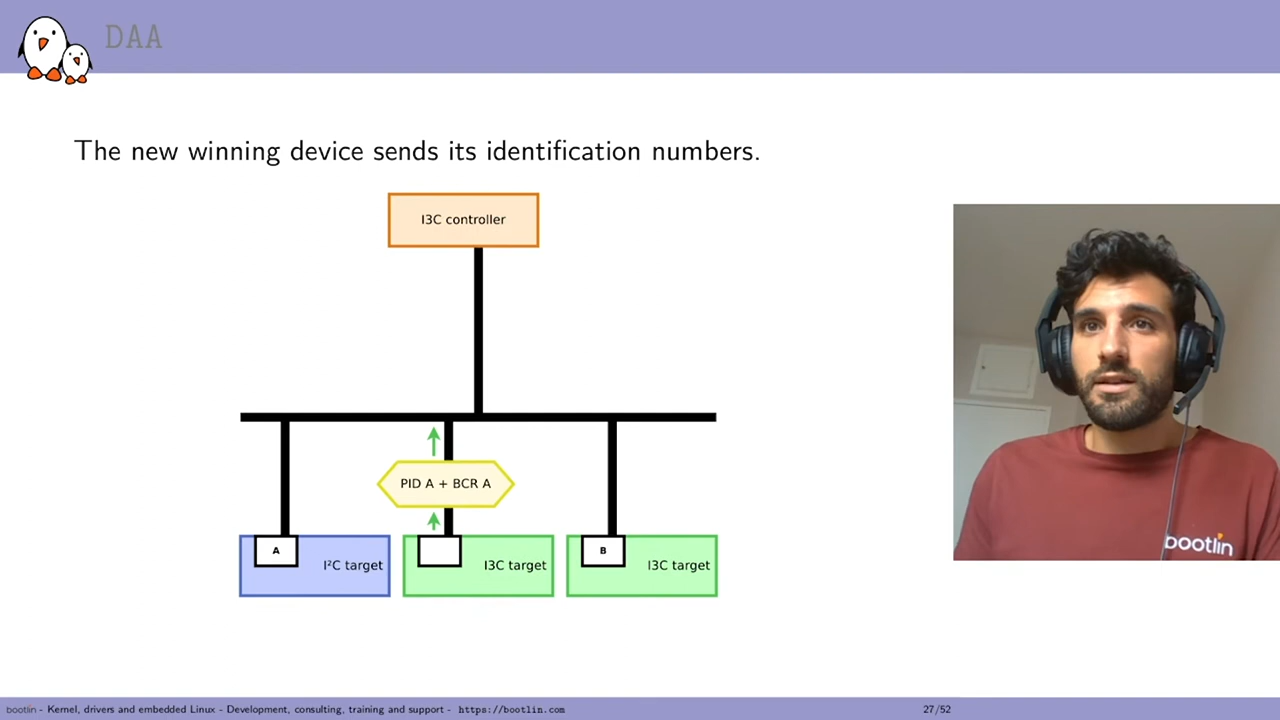 DAA
The new winning device sends its identification numbers.
I3C controller
PID A + BCR A
A
I²C target
I3C target
B
I3C target
bootlin
bootlin - Kernel, drivers and embedded Linux - Development, consulting, training and support - https://bootlin.com
27/52